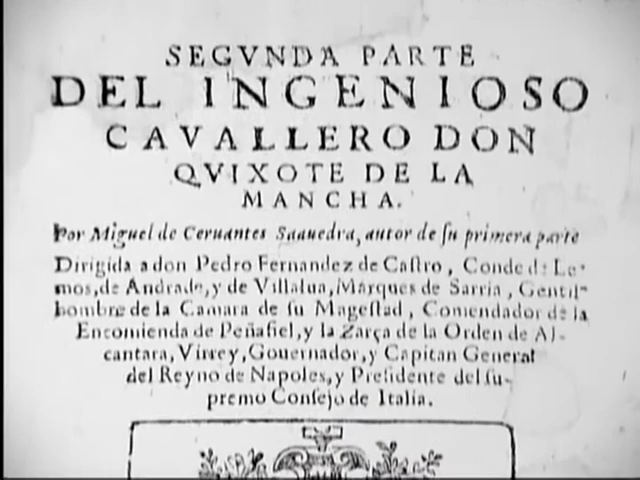 SEGVNDA PARTE
DEL INGENIOSO
CAVALLERO DON
QVIXOTE DE LA
MANCHA.
Por Miguel de Ceruantes Saauedra, autor de su primera parte
Dirigida a don Pedro Fernandez de Castro, Conde de Le-
mos, de Andrade, y de Villalua, Marques de Sarria, Gentil-
hombre de la Camara de su Magestad, Comendador de la
Encomienda de Peñafiel, y la Zarça de la Orden de Al-
cantara, Virrey, Gouernador, y Capitan General
del Reyno de Napoles, y Presidente del su-
premo Consejo de Italia.